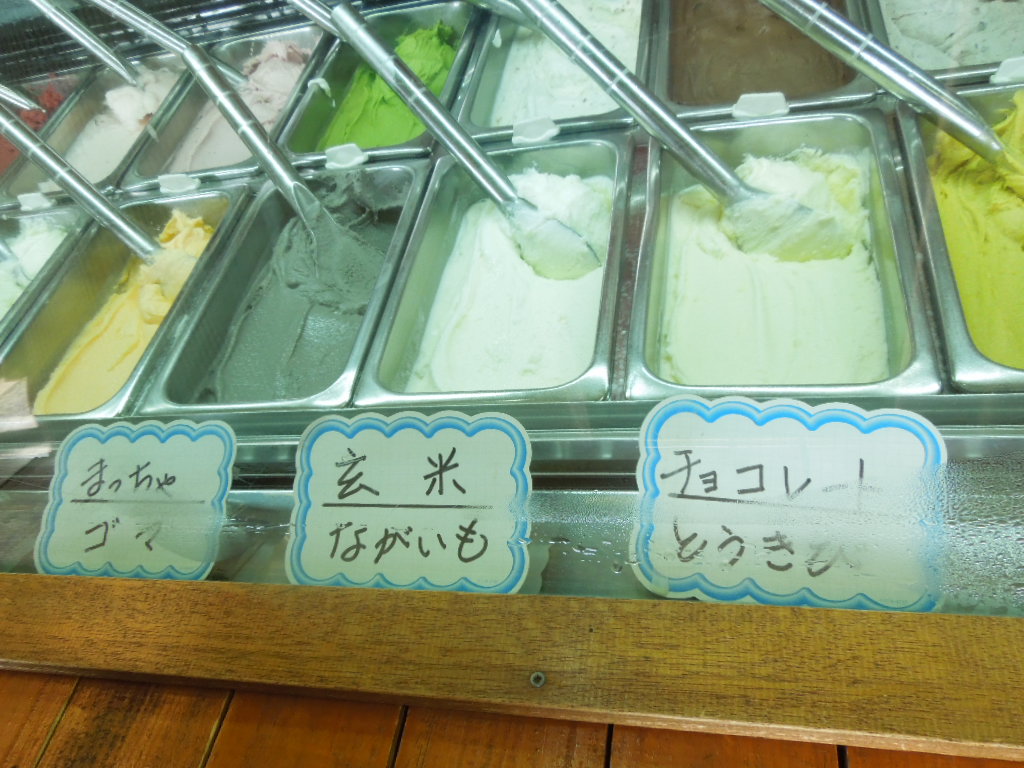 まっちゃ
ゴマ
玄米
ながいも
チョコレー
とうきび